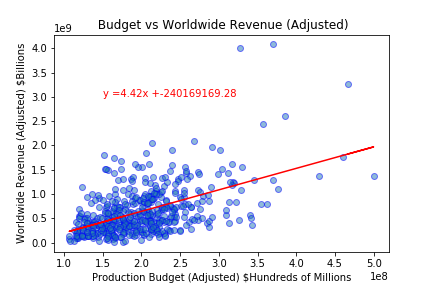 Budget vs Worldwide Revenue (Adjusted)
1e9
4.0
3.5
3.0
2.5
2.0
1.5
1.0
0.5
0.0
Worldwide Revenue (Adjusted) $Billions
y =4.42x +-240169169.28
1.0 1.5 2.0 2.5 3.0 3.5 4.0 4.5 5.0
1e8
Production Budget (Adjusted) $Hundreds of Millions